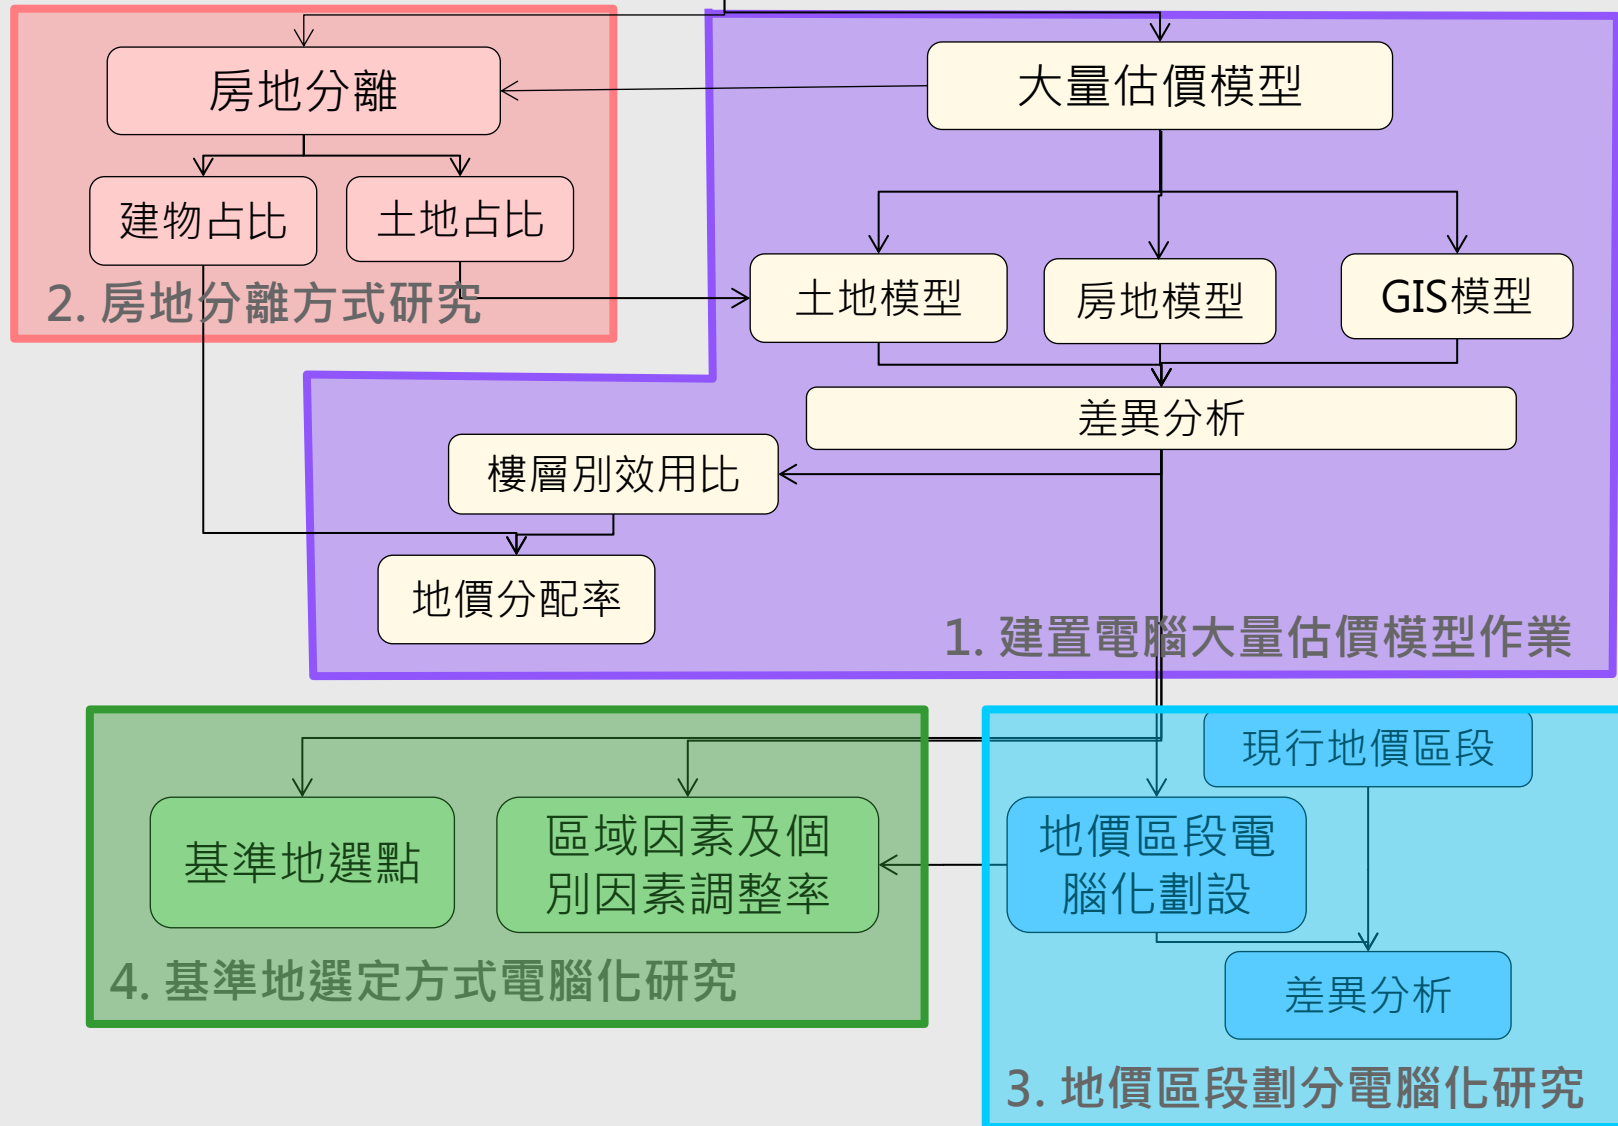 房地分離
大量估價模型
建物占比
土地占比
2. 房地分離方式研究
土地模型
房地模型
GIS模型
差異分析
樓層別效用比
地價分配率
1. 建置電腦大量估價模型作業
現行地價區段
基準地選點
區域因素及個
別因素調整率
地價區段電
腦化劃設
4. 基準地選定方式電腦化研究
差異分析
3. 地價區段劃分電腦化研究